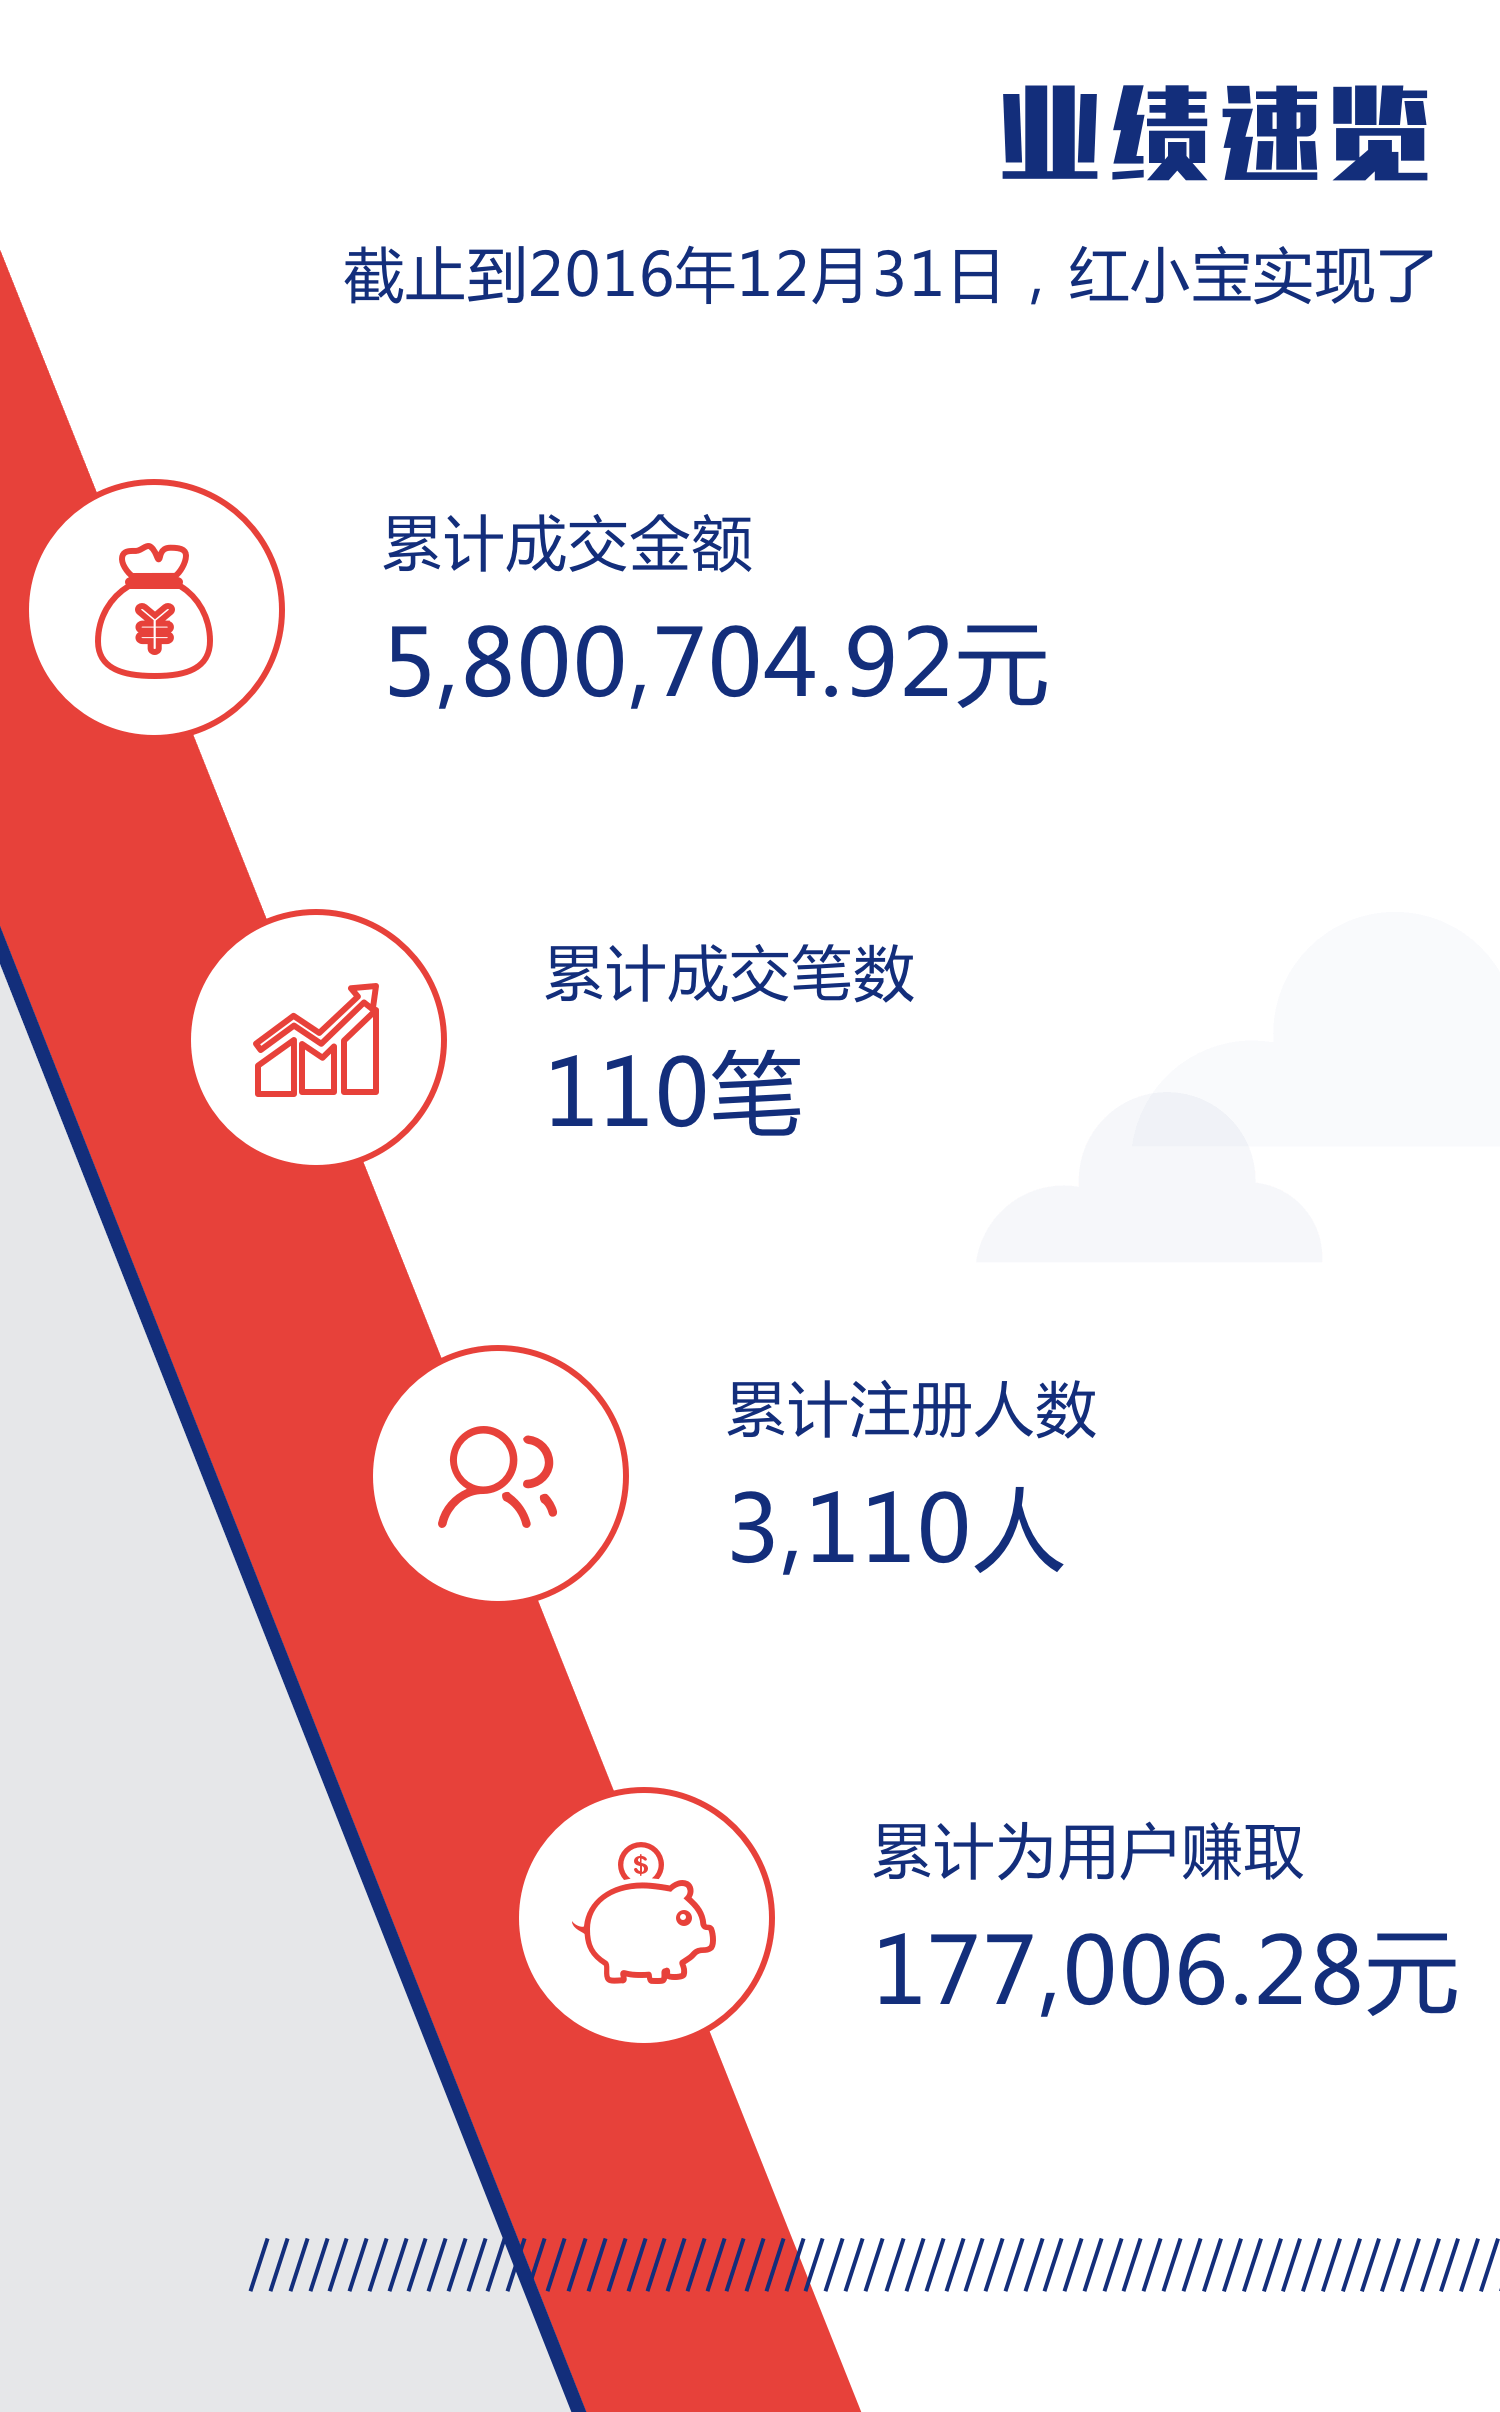 业绩速览
截止到2016年12月31日，红小宝实现了
累计成交金额
5,800,704.92元
累计成交笔数
110笔
累计注册人数
3,110人
累计为用户赚取
177,006.28元